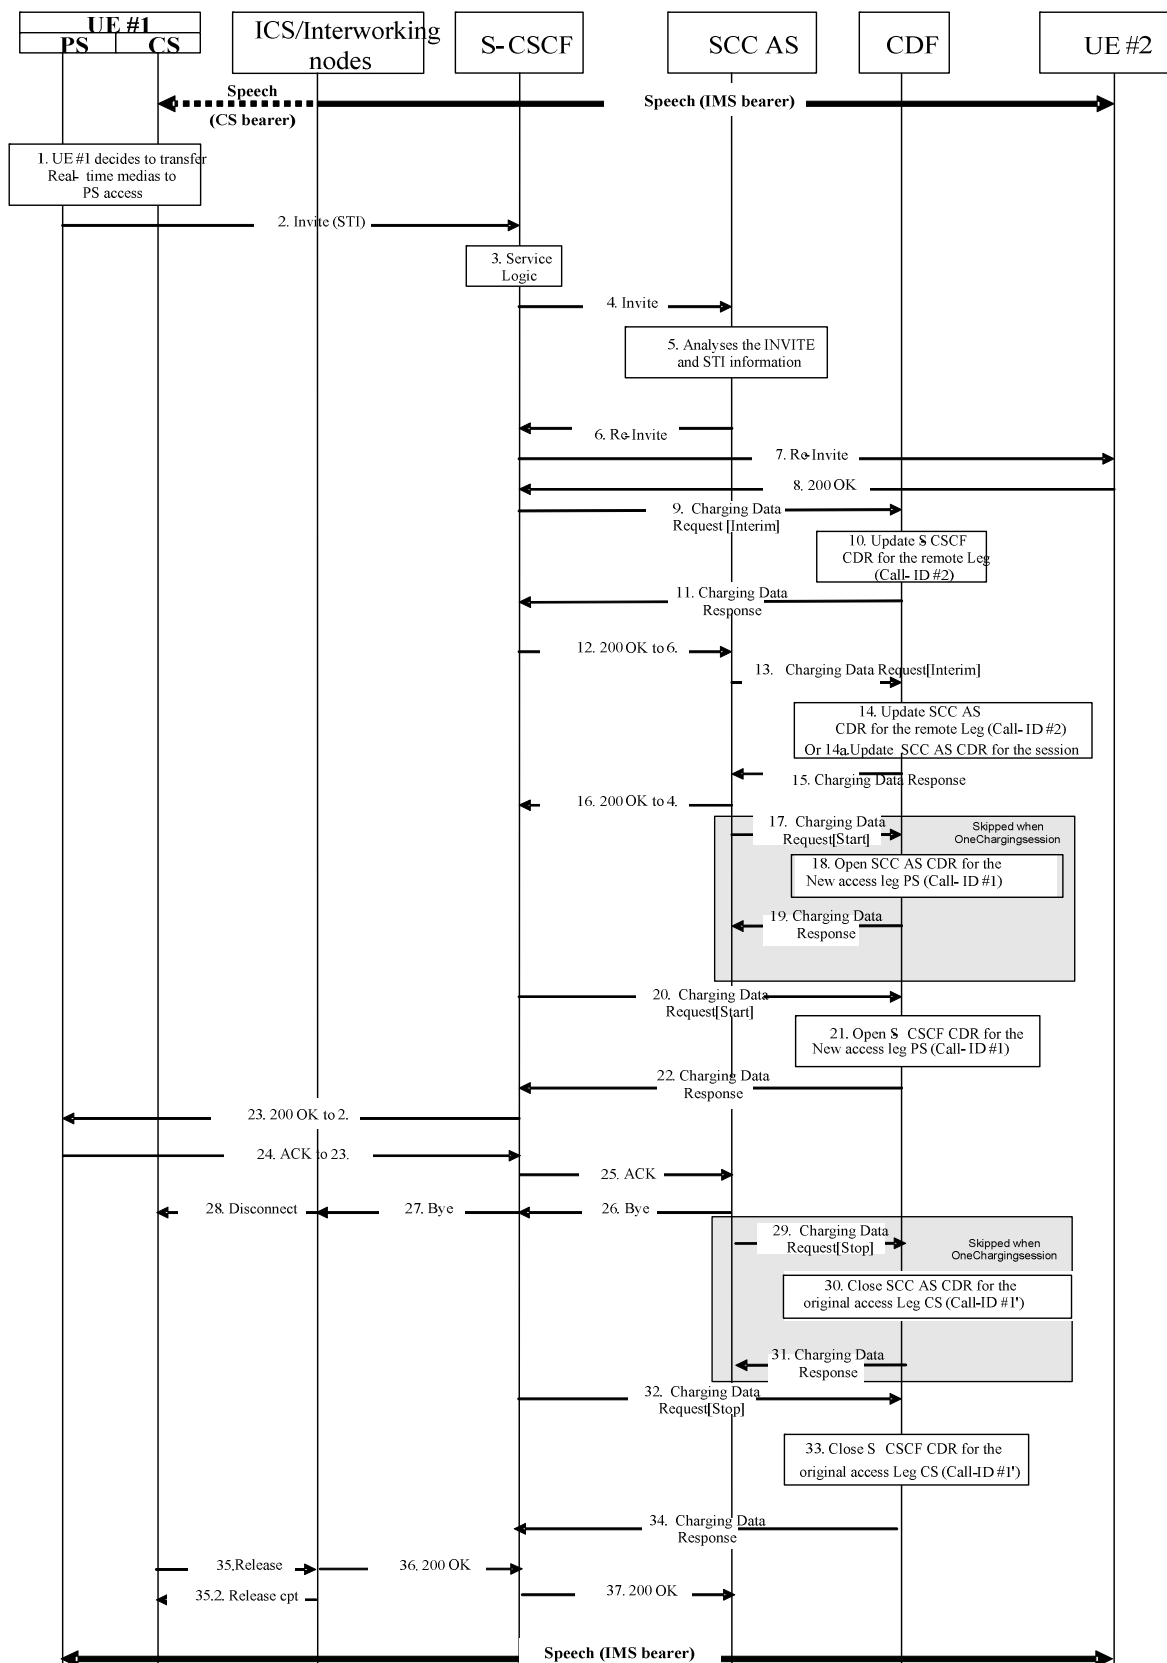 UE #1
PS CS
ICS/Interworking
nodes
S-CSCF
SCC AS
CDF
UE #2
Speech
(CS bearer)
Speech (IMS bearer)
1. UE #1 decides to transfer
Real- time medias to
PS access
2. Invite (STI)
3. Service
Logic
4. Invite
5. Analyses the INVITE
and STI information
6. Re-Invite
7. Re-Invite
8. 200 OK
9. Charging Data
Request [Interim]
10. Update S CSCF
CDR for the remote Leg
(Call- ID #2)
11. Charging Data
Response
12. 200 OK to 6.
13. Charging Data Request[Interim]
14. Update SCC AS
CDR for the remote Leg (Call- ID #2)
Or 14a.Update SCC AS CDR for the session
15. Charging Data Response
16. 200 OK to 4.
17. Charging Data
Request[Start]
Skipped when
OneChargingsession
18. Open SCC AS CDR for the
New access leg PS (Call- ID #1)
19. Charging Data
Response
20. Charging Data
Request[Start]
21. Open S CSCF CDR for the
New access leg PS (Call- ID #1)
22. Charging Data
Response
23. 200 OK to 2.
24. ACK to 23.
25. ACK
26. Bye
27. Bye
28. Disconnect
29. Charging Data
Request[Stop]
Skipped when
OneChargingsession
30. Close SCC AS CDR for the
original access Leg CS (Call-ID #1')
31. Charging Data
Response
32. Charging Data
Request[Stop]
33. Close S CSCF CDR for the
original access Leg CS (Call-ID #1')
34. Charging Data
Response
35.Release
36. 200 OK
35.2. Release cpt
37. 200 OK
Speech (IMS bearer)